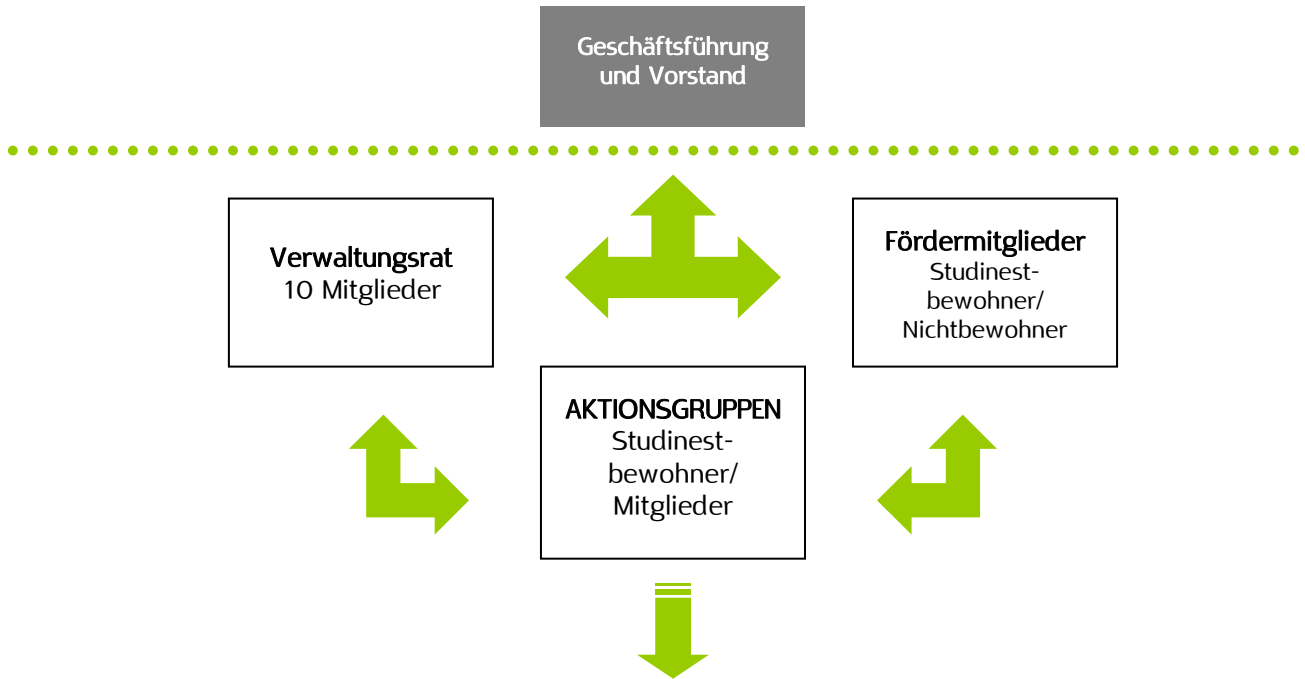 Geschäftsführung
und Vorstand
Verwaltungsrat
10 Mitglieder
Fördermitglieder
Studinest-
bewohner/
Nichtbewohner
AKTIONSGRUPPEN
Studinest-
bewohner/
Mitglieder